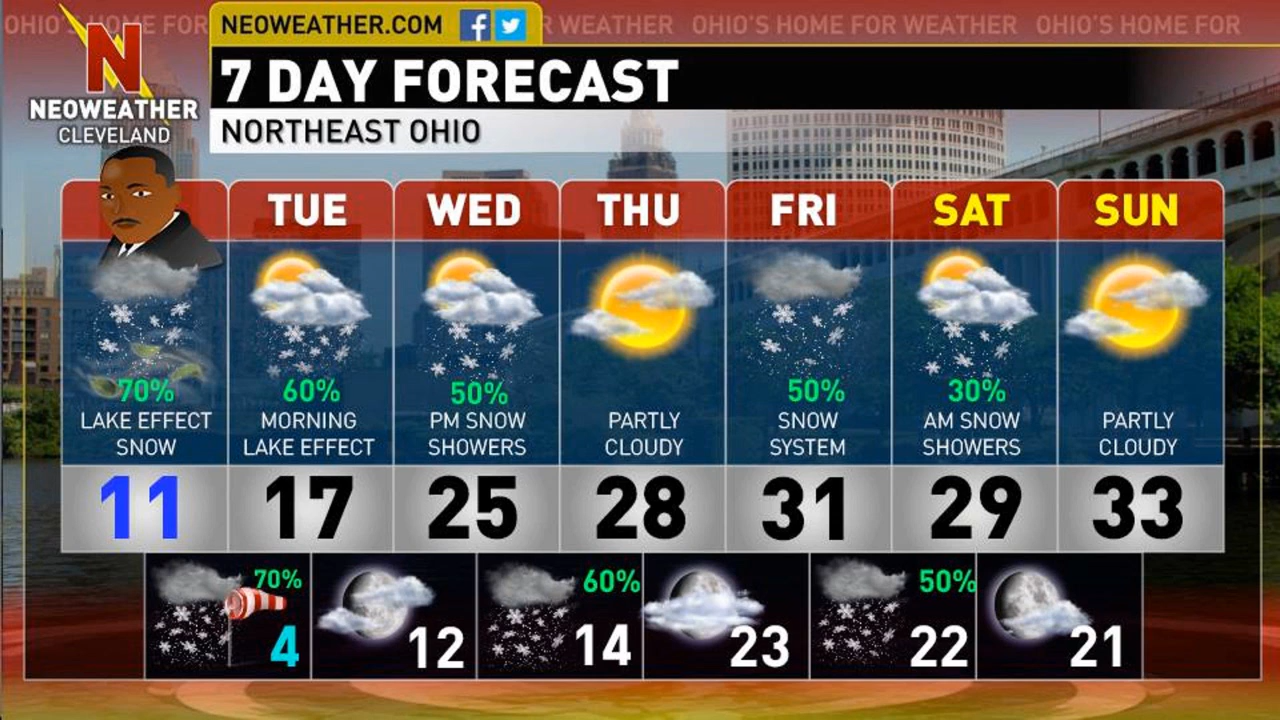 OHIO'S HOME FOR
R WEATHER OHIO'S HOME FOR WEATHER OHIO'S HOME FOR
NEOWEATHER.COM
N
NEOWEATHER
CLEVELAND
7 DAY FORECAST
NORTHEAST OHIO
TUE WED THU FRI SAT SUN
70% 60% 50% 50% 30%
LAKE EFFECT MORNING PM SNOW PARTLY SNOW AM SNOW PARTLY
SNOW LAKE EFFECT SHOWERS CLOUDY SYSTEM SHOWERS CLOUDY
11 17 25 28 31 29 33
70% 60% 50%
4 12 14 23 22 21